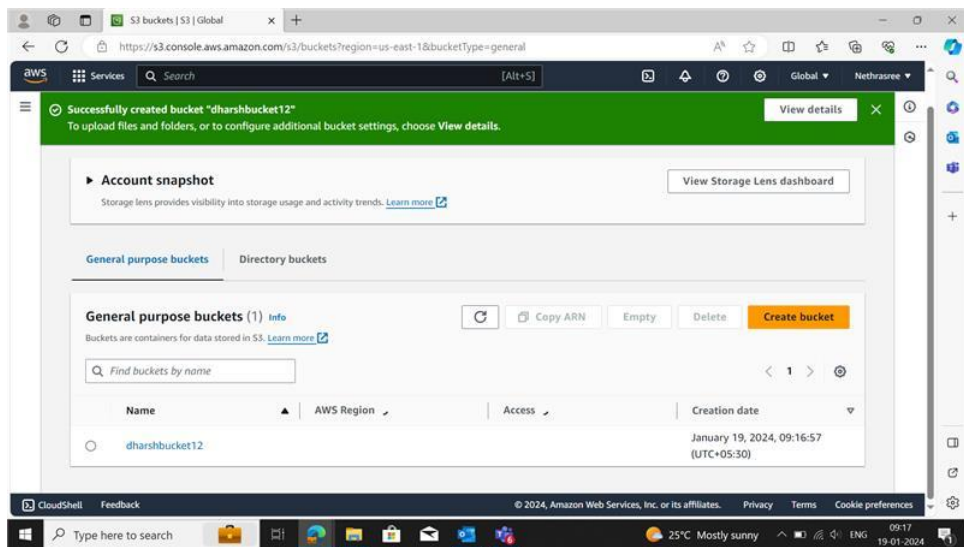 S3 buckets | S3 | Global
https://s3.console.aws.amazon.com/s3/buckets?region=us-east-1&bucketType=general
aws Services Search [Alt+S] Global Nethrasree
Successfully created bucket "dharshbucket12"
To upload files and folders, or to configure additional bucket settings, choose View details.
View details
Account snapshot
View Storage Lens dashboard
Storage lens provides visibility into storage usage and activity trends. Learn more
General purpose buckets Directory buckets
General purpose buckets (1) Info
Copy ARN Empty Delete Create bucket
Buckets are containers for data stored in S3. Learn more
Find buckets by name
1
Name AWS Region Access Creation date
dharshbucket12
January 19, 2024, 09:16:57
(UTC+05:30)
CloudShell Feedback © 2024, Amazon Web Services, Inc. or its affiliates. Privacy Terms Cookie preferences
Type here to search 25°C Mostly sunny ENG
09:17
19-01-2024